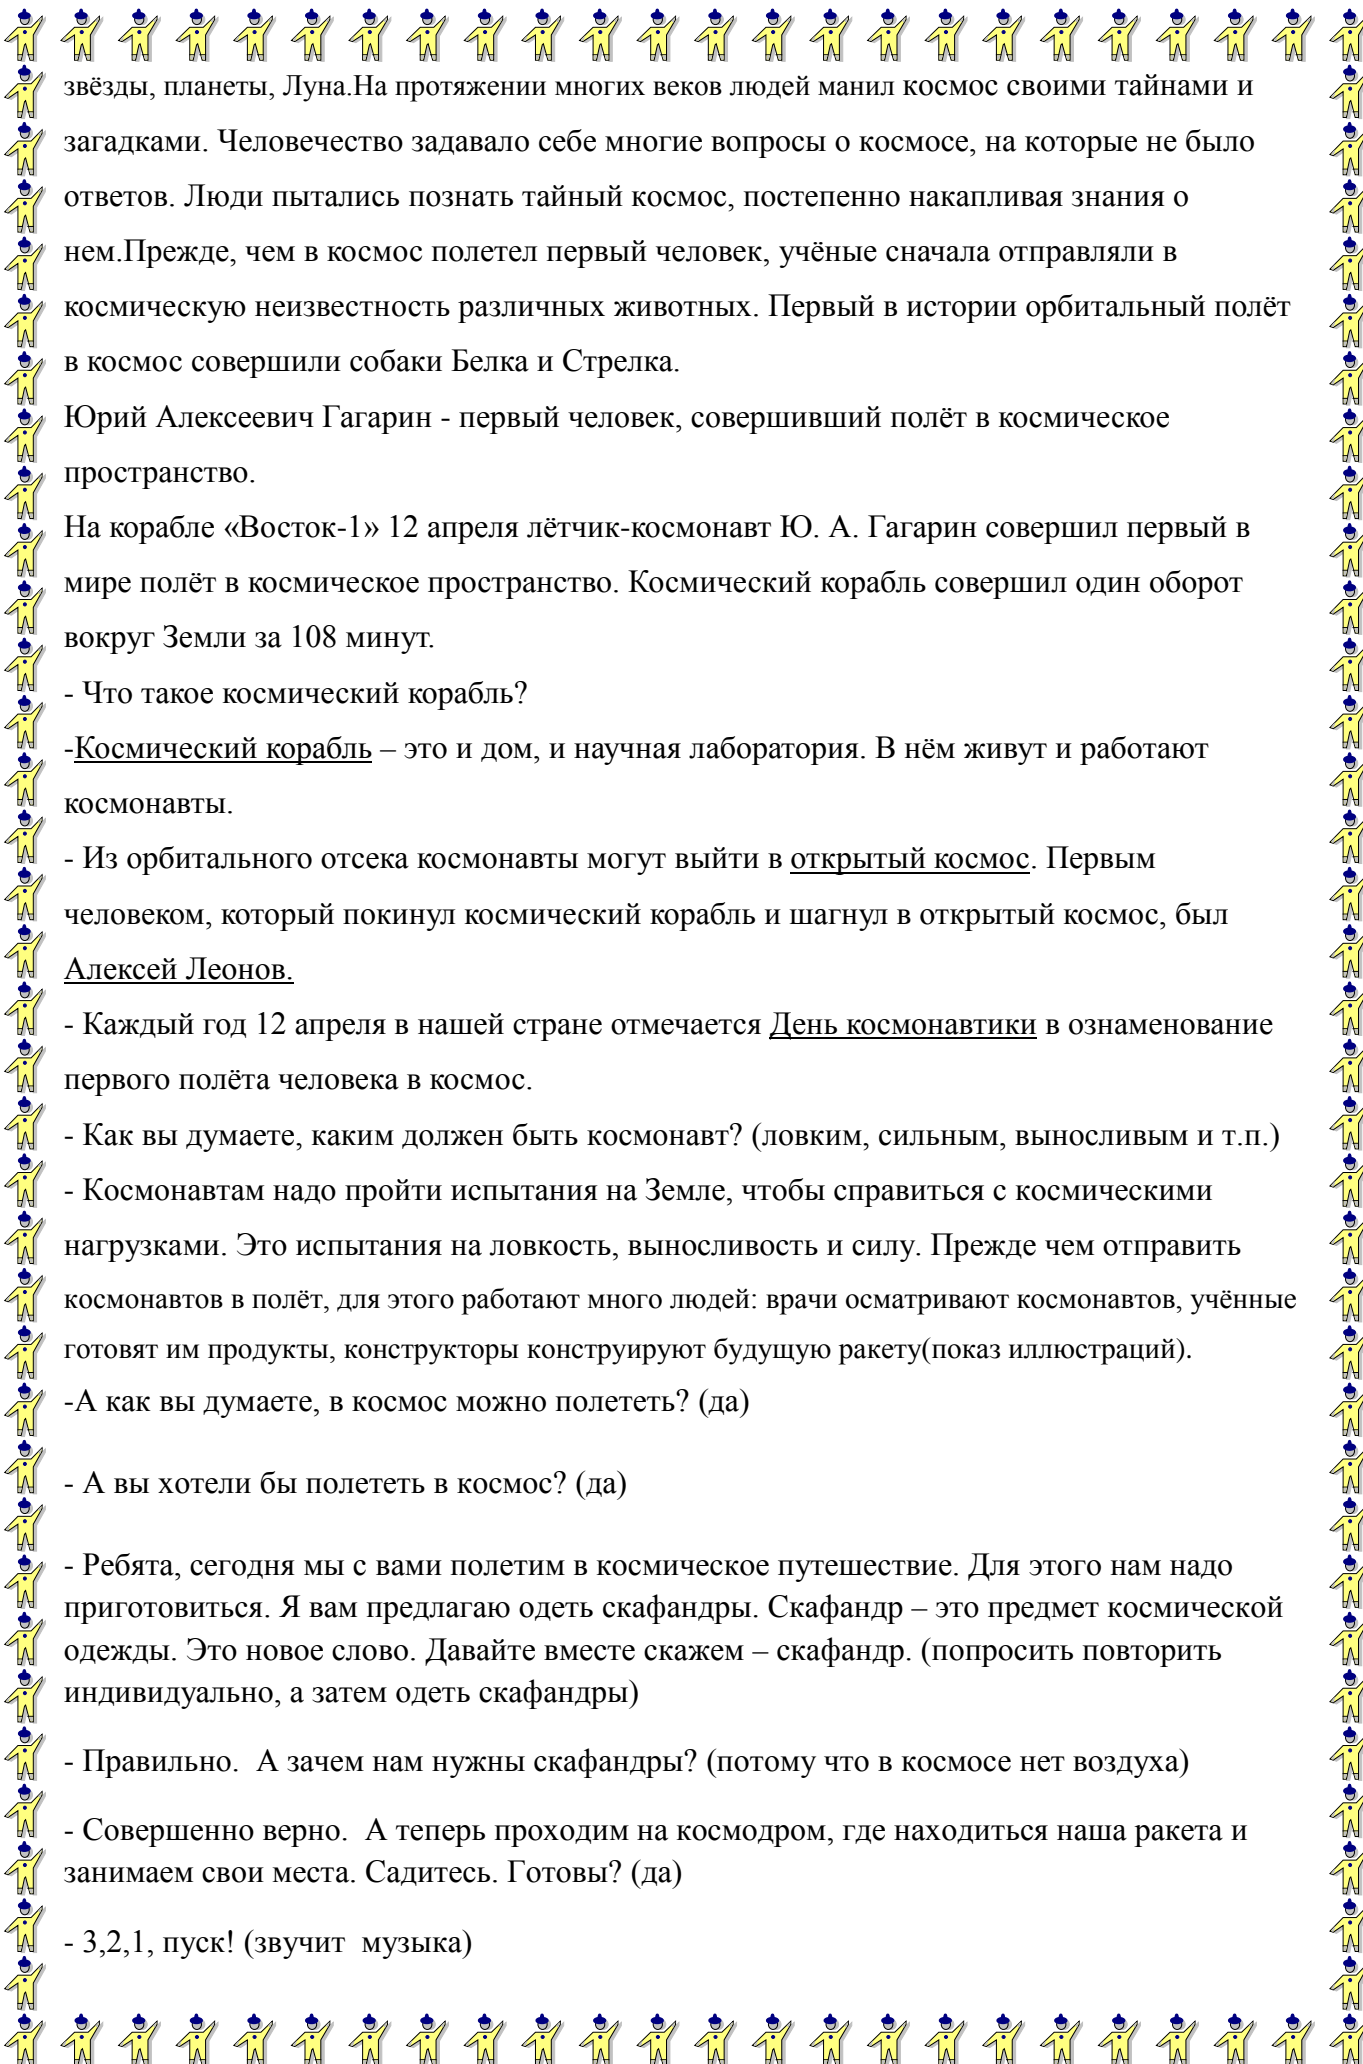 звёзды, планеты, Луна.На протяжении многих веков людей манил космос своими тайнами и
загадками. Человечество задавало себе многие вопросы о космосе, на которые не было
ответов. Люди пытались познать тайный космос, постепенно накапливая знания о
нем.Прежде, чем в космос полетел первый человек, учёные сначала отправляли в
космическую неизвестность различных животных. Первый в истории орбитальный полёт
в космос совершили собаки Белка и Стрелка.
Юрий Алексеевич Гагарин - первый человек, совершивший полёт в космическое
пространство.
На корабле «Восток-1» 12 апреля лётчик-космонавт Ю. А. Гагарин совершил первый в
мире полёт в космическое пространство. Космический корабль совершил один оборот
вокруг Земли за 108 минут.
- Что такое космический корабль?
-Космический корабль – это и дом, и научная лаборатория. В нём живут и работают
космонавты.
- Из орбитального отсека космонавты могут выйти в открытый космос. Первым
человеком, который покинул космический корабль и шагнул в открытый космос, был
Алексей Леонов.
- Каждый год 12 апреля в нашей стране отмечается День космонавтики в ознаменование
первого полёта человека в космос.
- Как вы думаете, каким должен быть космонавт? (ловким, сильным, выносливым и т.п.)
- Космонавтам надо пройти испытания на Земле, чтобы справиться с космическими
нагрузками. Это испытания на ловкость, выносливость и силу. Прежде чем отправить
космонавтов в полёт, для этого работают много людей: врачи осматривают космонавтов, учённые
готовят им продукты, конструкторы конструируют будущую ракету(показ иллюстраций).
-А как вы думаете, в космос можно полететь? (да)
- А вы хотели бы полететь в космос? (да)
- Ребята, сегодня мы с вами полетим в космическое путешествие. Для этого нам надо
приготовиться. Я вам предлагаю одеть скафандры. Скафандр – это предмет космической
одежды. Это новое слово. Давайте вместе скажем – скафандр. (попросить повторить
индивидуально, а затем одеть скафандры)
- Правильно.  А зачем нам нужны скафандры? (потому что в космосе нет воздуха)
- Совершенно верно.  А теперь проходим на космодром, где находиться наша ракета и
занимаем свои места. Садитесь. Готовы? (да)
- 3,2,1, пуск! (звучит  музыка)